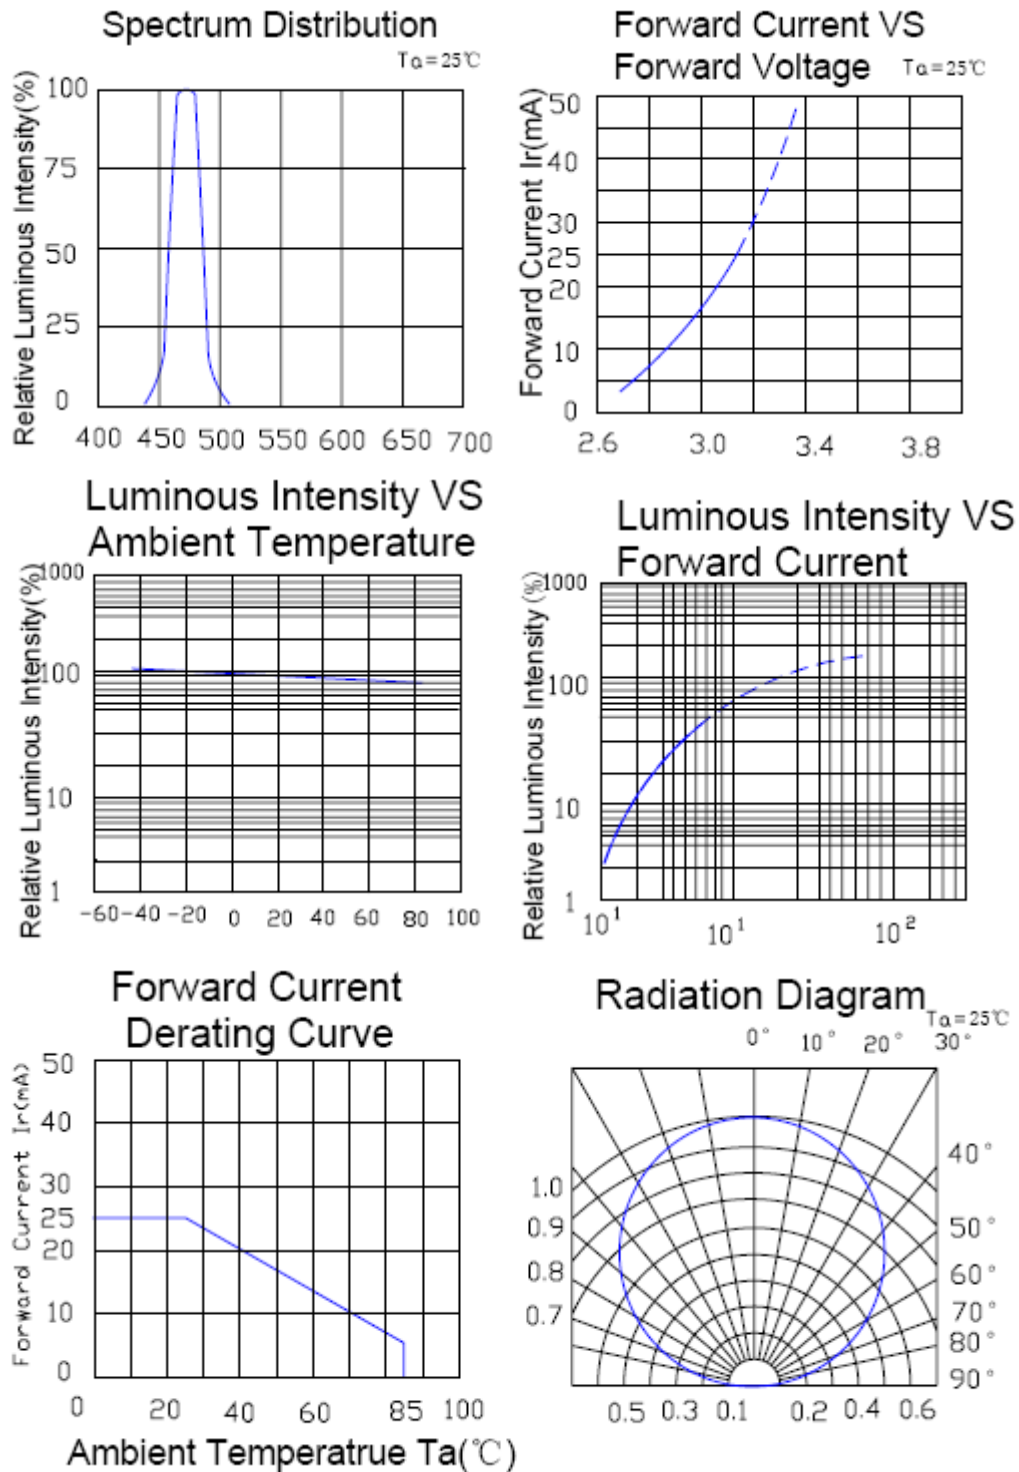 Spectrum Distribution
Ta=25℃
Relative Luminous Intensity(%)
100
75
50
25
0
400 450 500 550 600 650 700
Forward Current VS
Forward Voltage Ta=25℃
Forward Current Ir(mA)
50
40
30
25
20
10
0
2.6 3.0 3.4 3.8
Luminous Intensity VS
Ambient Temperature
Relative Luminous Intensity(%)
1000
100
10
1
-60 -40 -20 0 20 40 60 80 100
Luminous Intensity VS
Forward Current
Relative Luminous Intensity (%)
1000
100
10
1
10¹ 10¹ 10²
Forward Current
Derating Curve
Forward Current Ir(mA)
50
40
30
25
20
10
0
0 20 40 60 85 100
Ambient Temperatrue Ta(℃)
Radiation Diagram
Ta=25℃
0° 10° 20° 30°
40°
50°
60°
70°
80°
90°
1.0
0.9
0.8
0.7
0.5 0.3 0.1 0.2 0.4 0.6